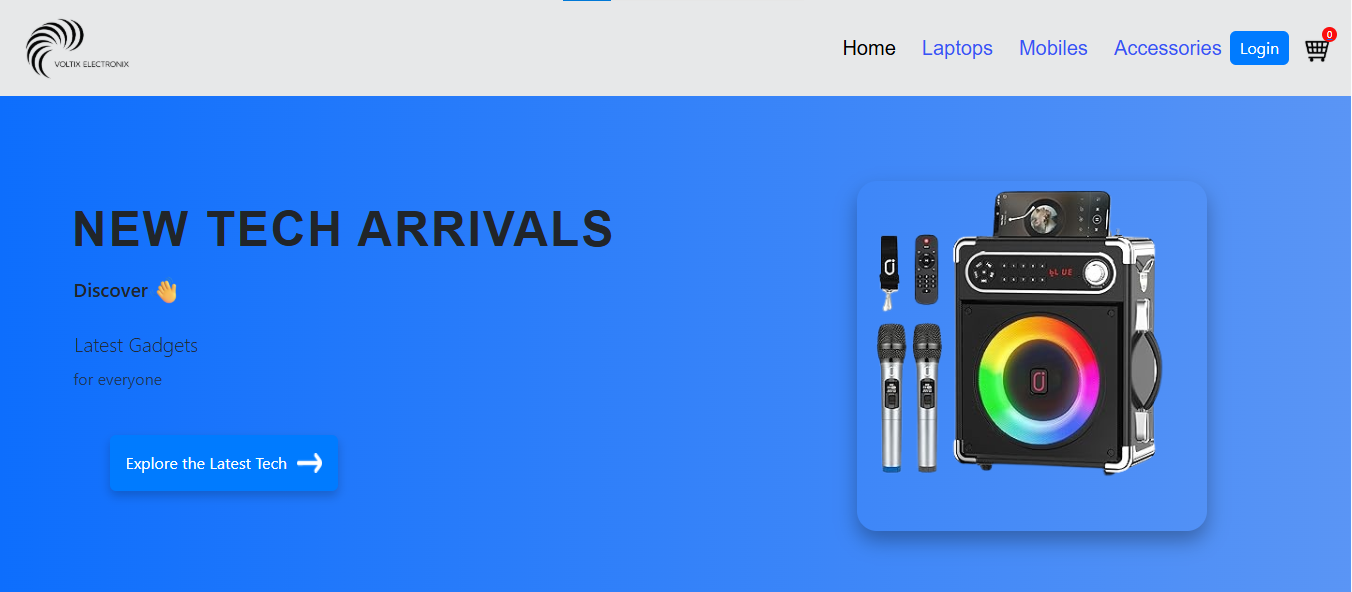 VOLTIX ELECTRONIX
Home Laptops Mobiles Accessories Login 0
NEW TECH ARRIVALS
Discover 👋
Latest Gadgets
for everyone
Explore the Latest Tech
BLUE